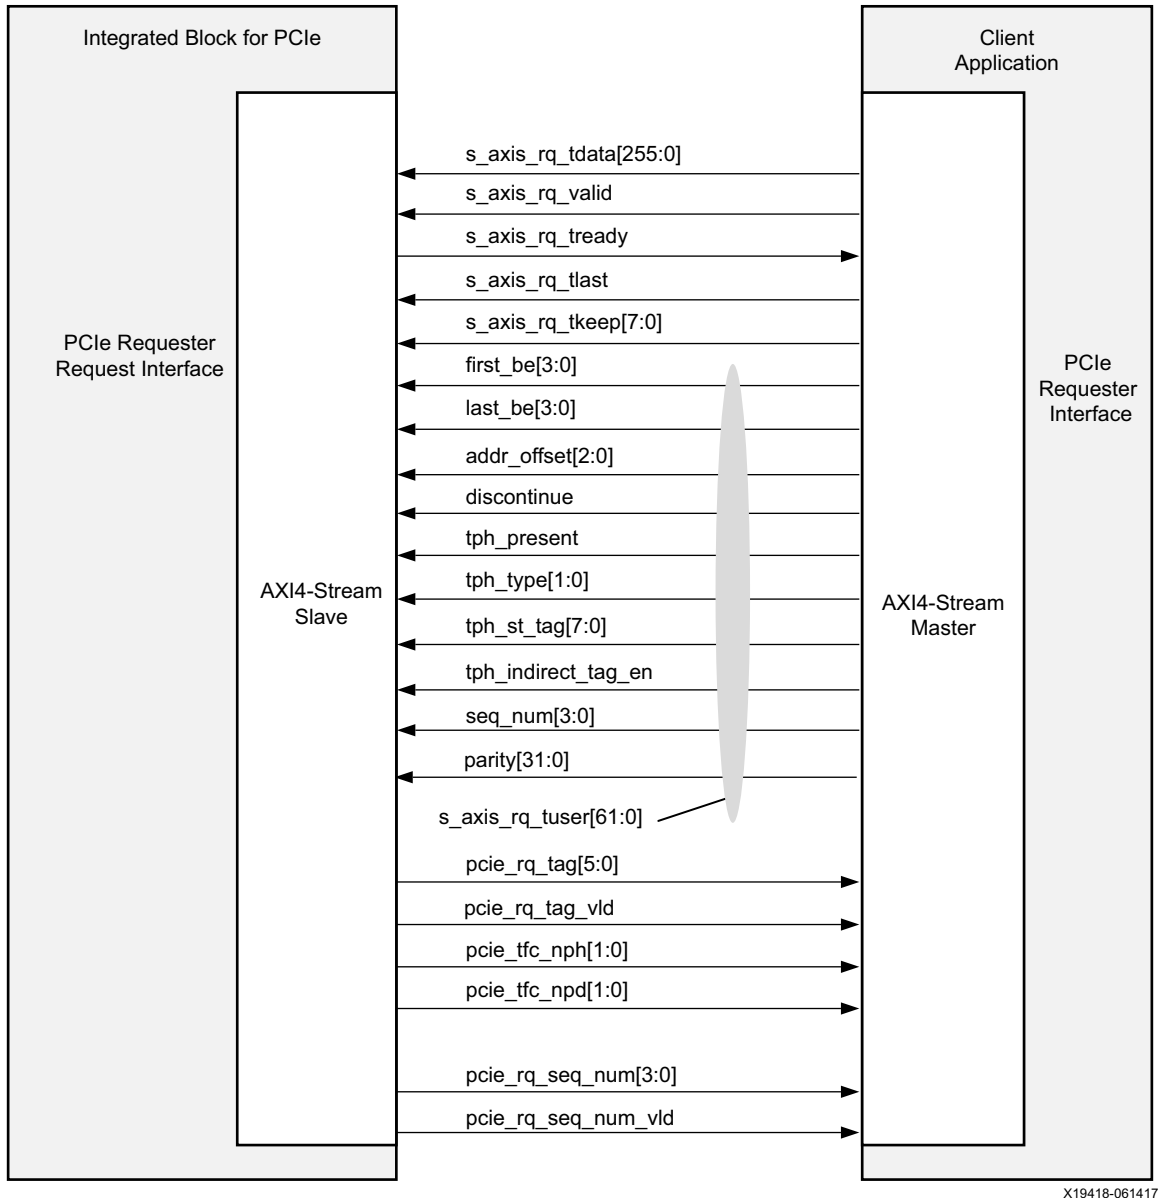 Integrated Block for PCIe
Client
Application
s_axis_rq_tdata[255:0]
s_axis_rq_valid
s_axis_rq_tready
s_axis_rq_tlast
s_axis_rq_tkeep[7:0]
PCIe Requester
Request Interface
first_be[3:0]
PCIe
Requester
Interface
last_be[3:0]
addr_offset[2:0]
discontinue
tph_present
tph_type[1:0]
AXI4-Stream
Slave
AXI4-Stream
Master
tph_st_tag[7:0]
tph_indirect_tag_en
seq_num[3:0]
parity[31:0]
s_axis_rq_tuser[61:0]
pcie_rq_tag[5:0]
pcie_rq_tag_vld
pcie_tfc_nph[1:0]
pcie_tfc_npd[1:0]
pcie_rq_seq_num[3:0]
pcie_rq_seq_num_vld
X19418-061417